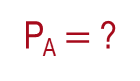 P_A = ?